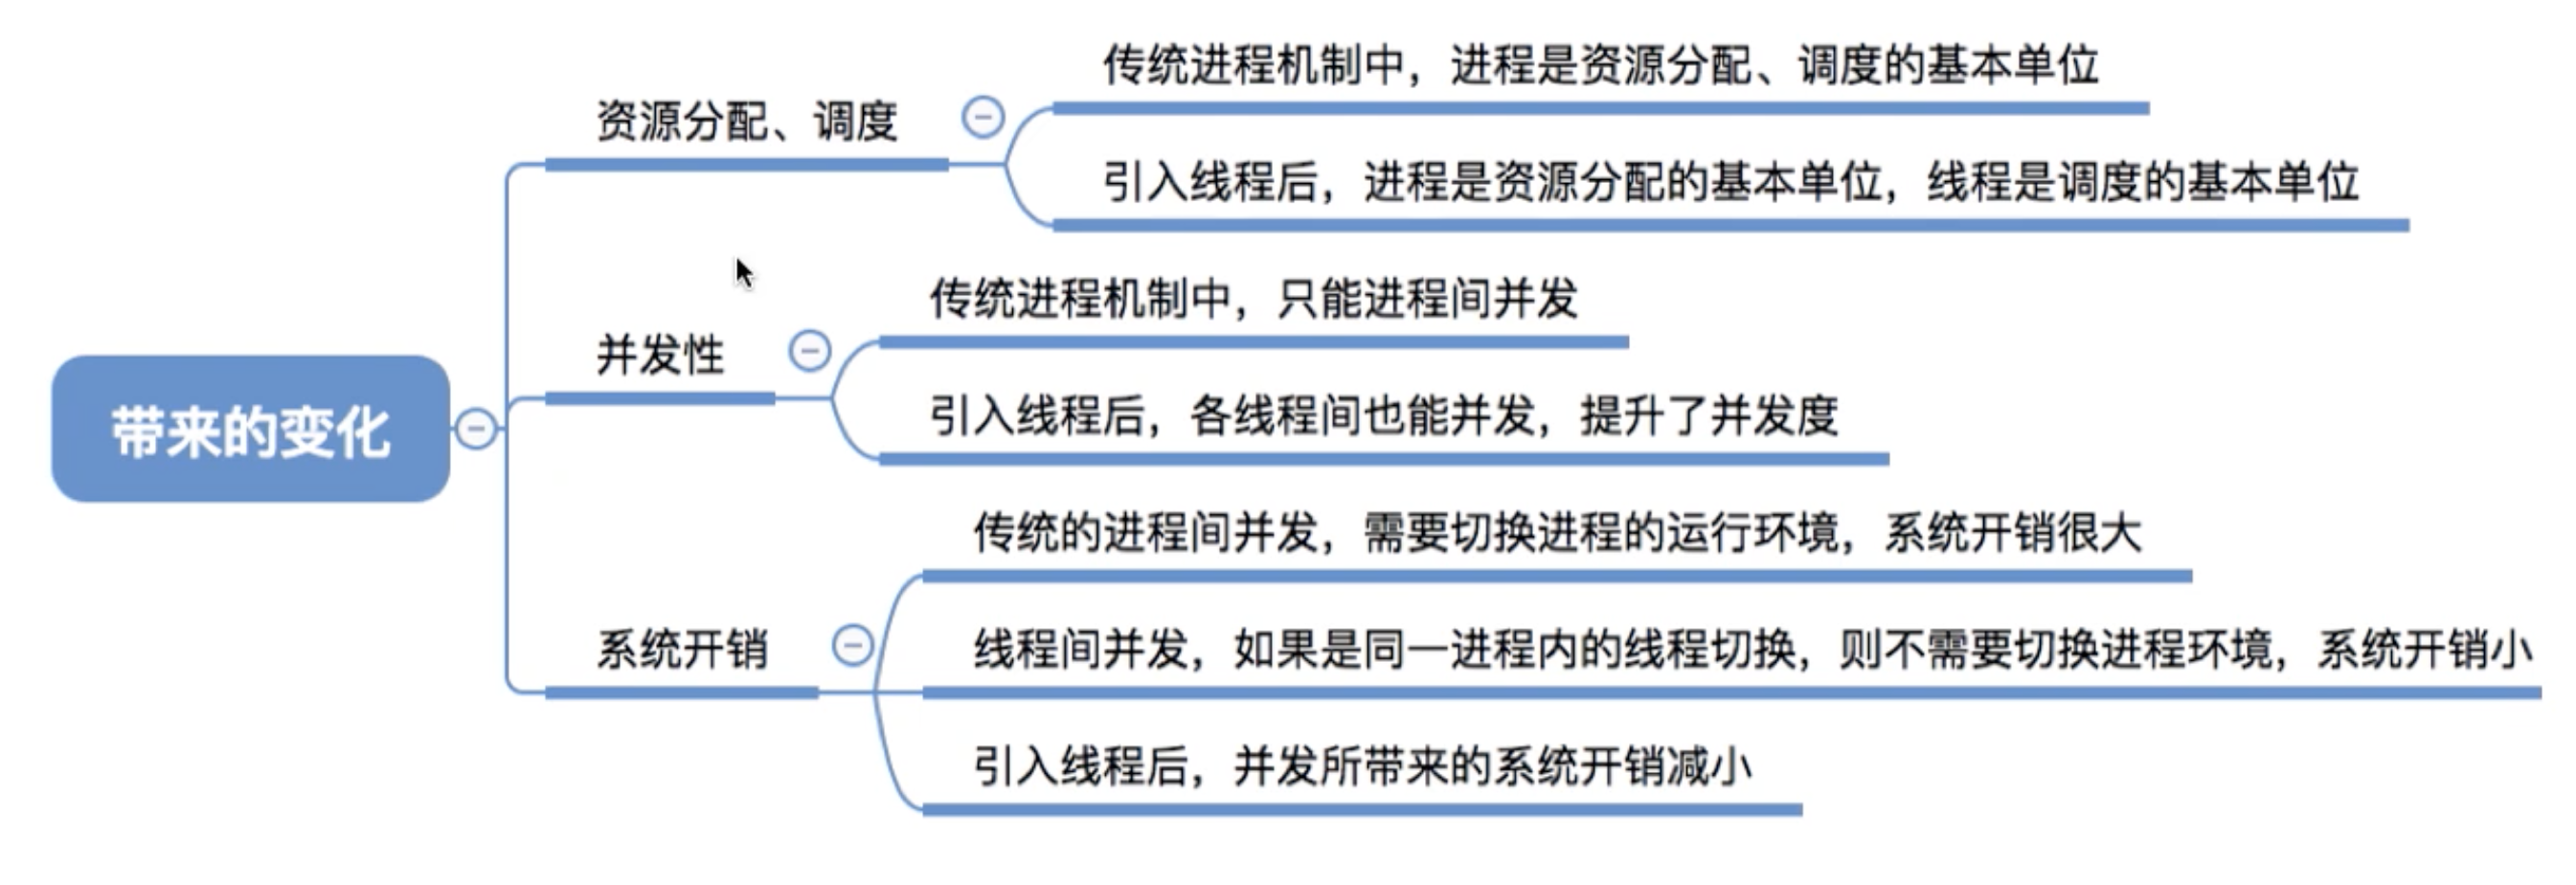 带来的变化
资源分配、调度
传统进程机制中，进程是资源分配、调度的基本单位
引入线程后，进程是资源分配的基本单位，线程是调度的基本单位
并发性
传统进程机制中，只能进程间并发
引入线程后，各线程间也能并发，提升了并发度
系统开销
传统的进程间并发，需要切换进程的运行环境，系统开销很大
线程间并发，如果是同一进程内的线程切换，则不需要切换进程环境，系统开销小
引入线程后，并发所带来的系统开销减小